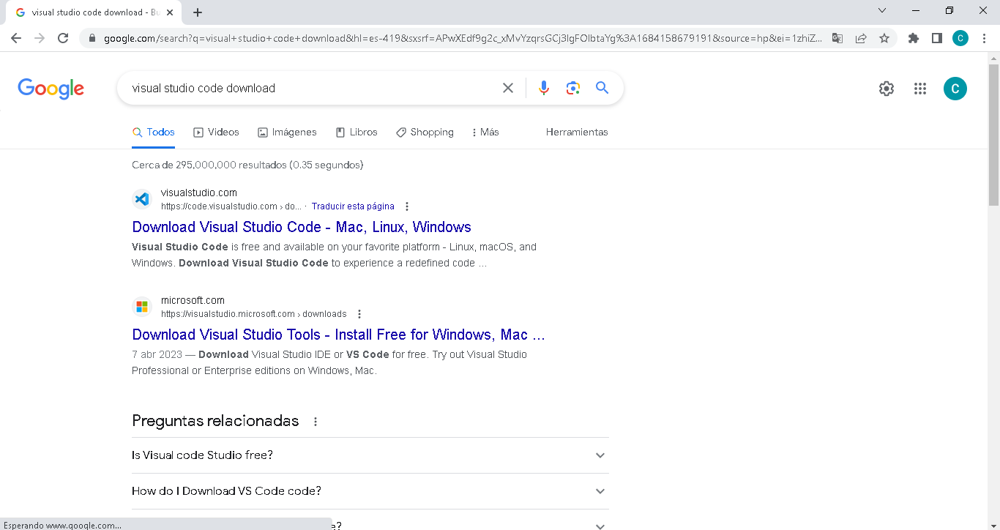 visual studio code download - Bu
google.com/search?q=visual+studio+code+download&hl=es-419&sxsrf=APwXEdf9g2c_xMvYzqrsGCj3lgFOlbtaYg%3A1684158679191&source=hp&ei=1zhiZ...
C
Google
visual studio code download
C
Todos
Videos
Imágenes
Libros
Shopping
Más
Herramientas
Cerca de 295,000,000 resultados (0.35 segundos)
visualstudio.com
https://code.visualstudio.com › do... · Traducir esta página
Download Visual Studio Code - Mac, Linux, Windows
Visual Studio Code is free and available on your favorite platform - Linux, macOS, and
Windows. Download Visual Studio Code to experience a redefined code ...
microsoft.com
https://visualstudio.microsoft.com › downloads
Download Visual Studio Tools - Install Free for Windows, Mac ...
7 abr 2023 — Download Visual Studio IDE or VS Code for free. Try out Visual Studio
Professional or Enterprise editions on Windows, Mac.
Preguntas relacionadas
Is Visual code Studio free?
How do I Download VS Code code?
e?
Esperando www.google.com...